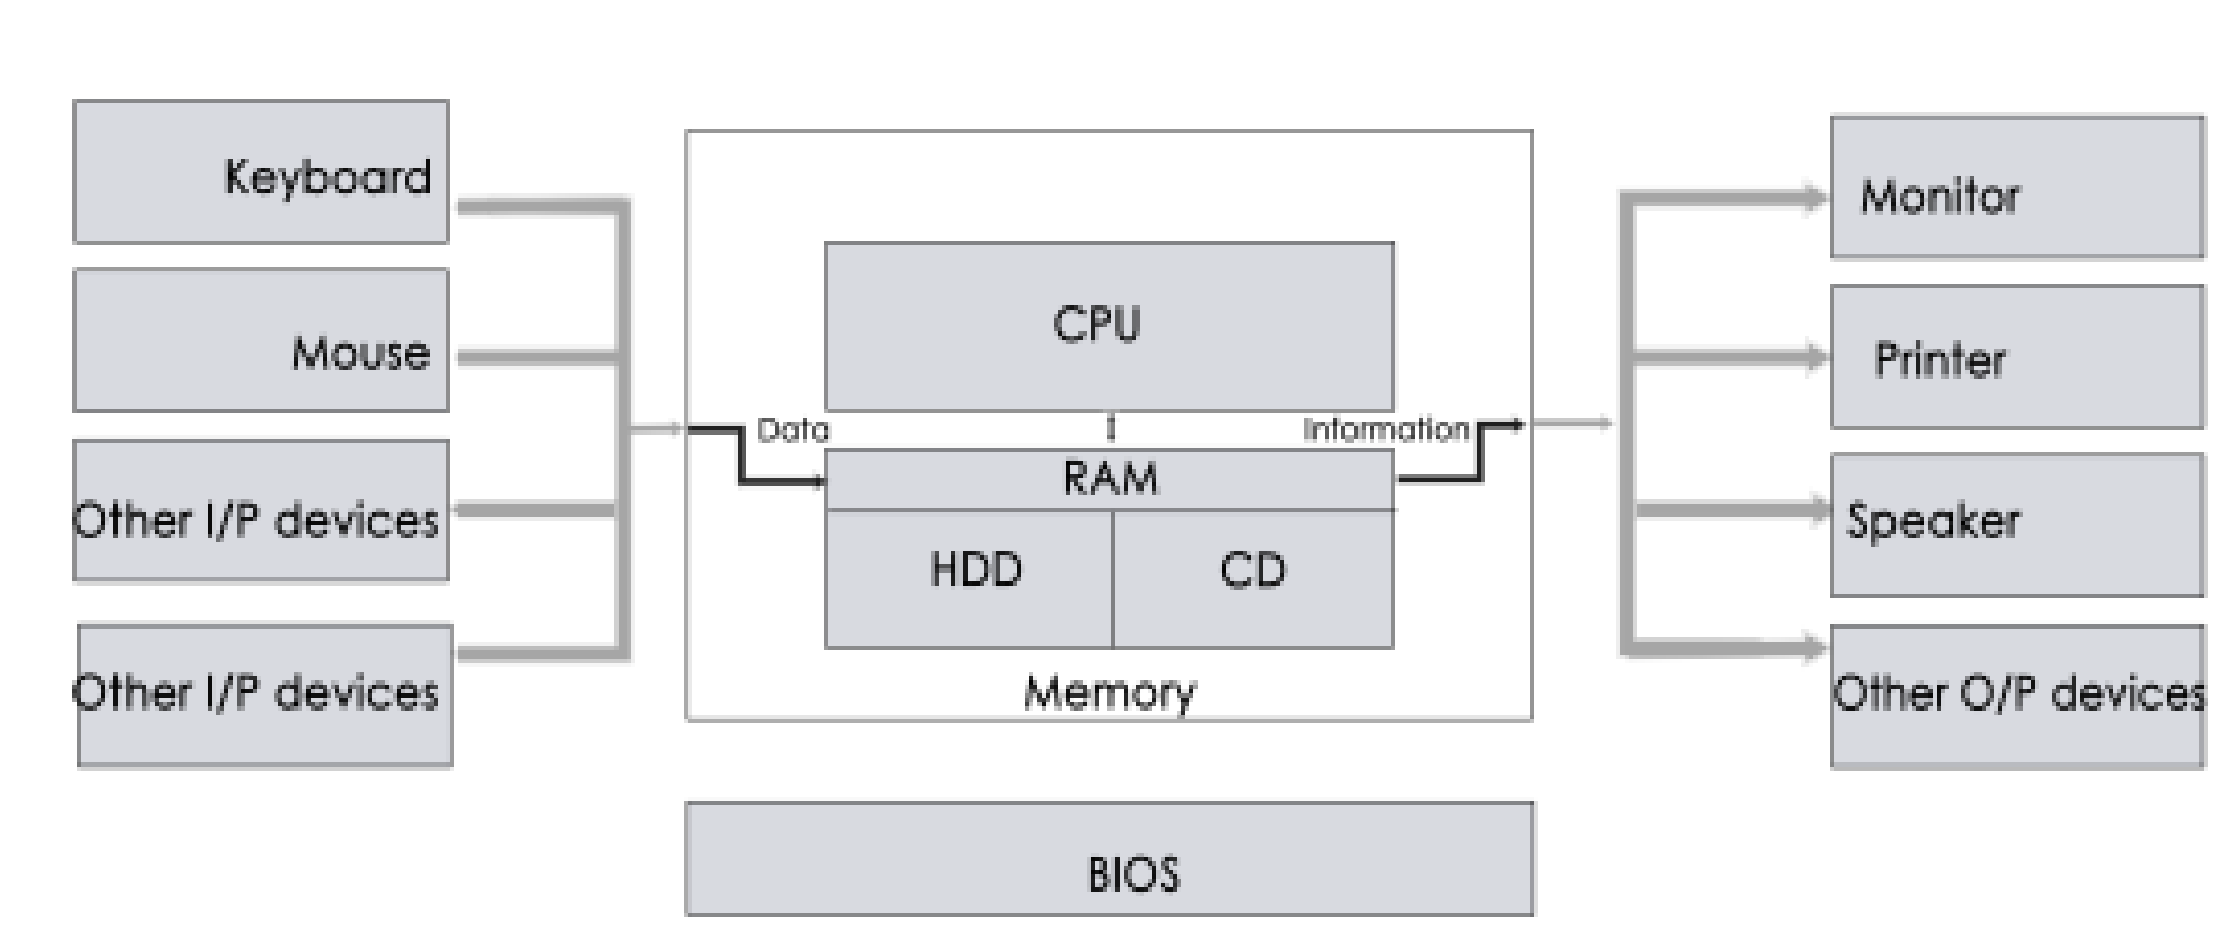 Keyboard
Mouse
Other I/P devices
Other I/P devices
CPU
Data
Information
RAM
HDD
CD
Memory
BIOS
Monitor
Printer
Speaker
Other O/P devices